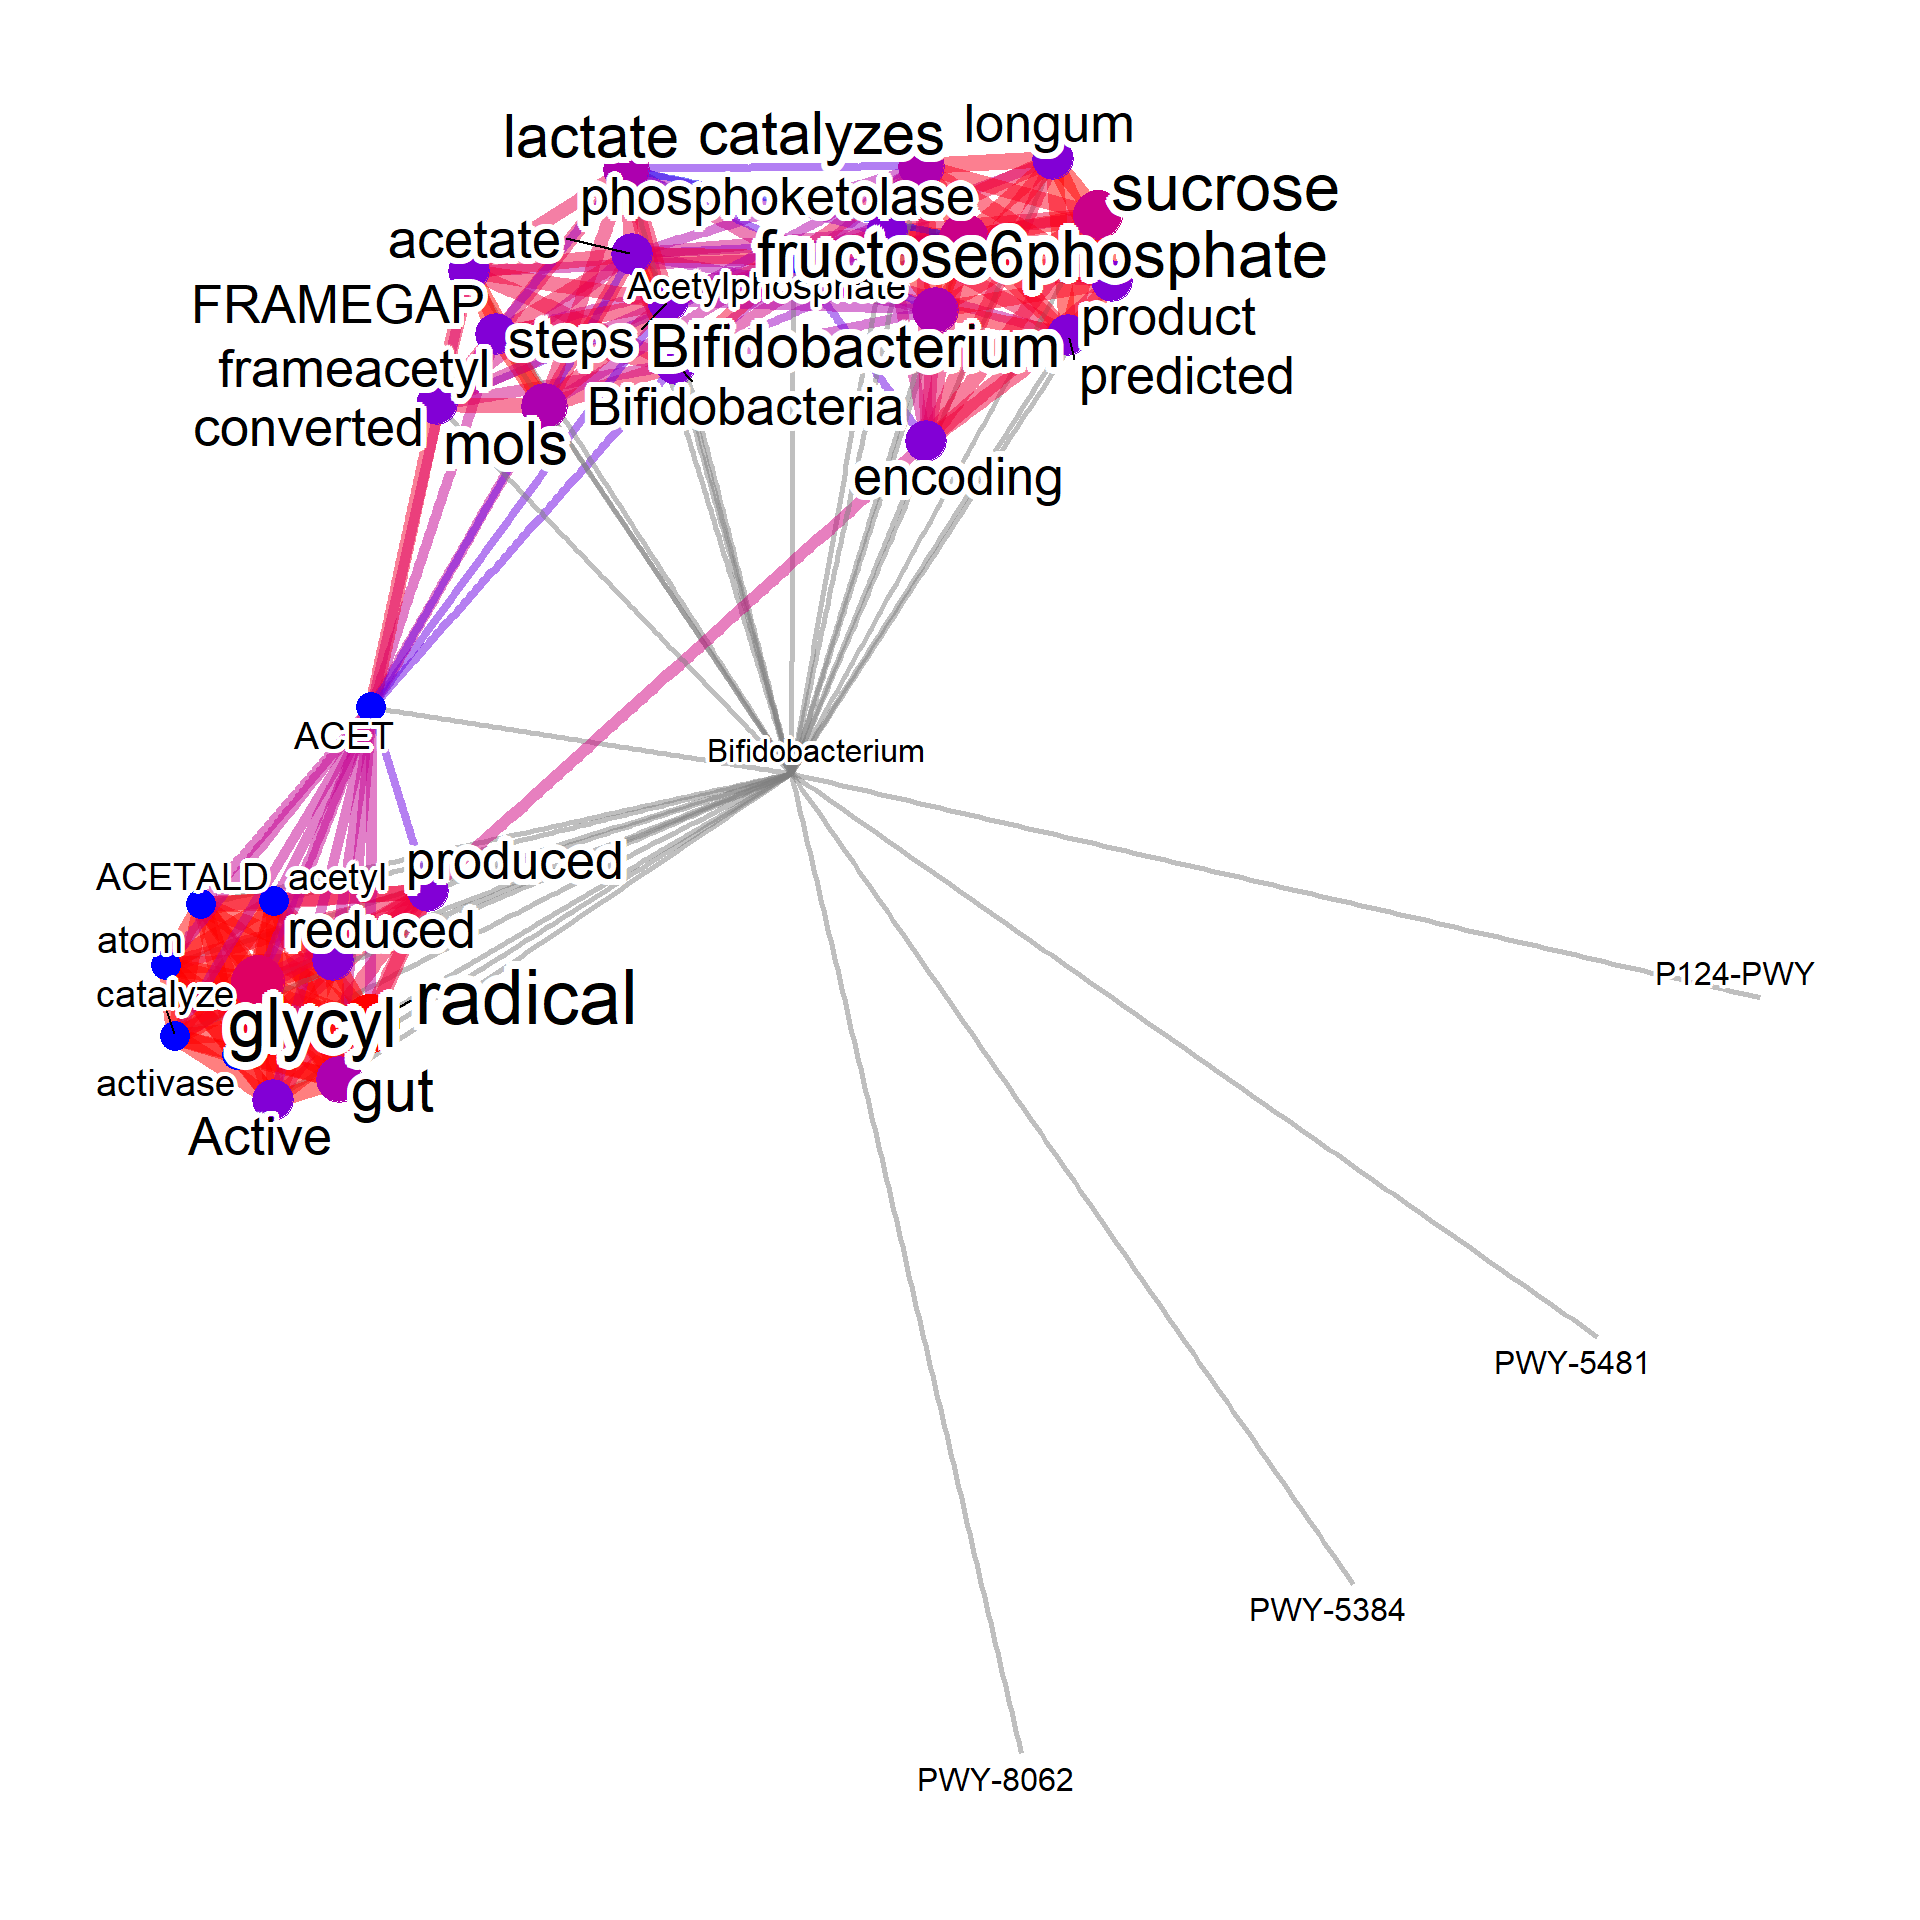 lactate
catalyzes
longum
phosphoketolase
sucrose
acetate
fructose6phosphate
Acetylphosphate
FRAMEGAP
steps
Bifidobacterium
product
frameacetyl
predicted
converted
mols
Bifidobacteria
encoding
ACET
Bifidobacterium
ACETALD
acetyl
produced
atom
reduced
catalyze
glycyl
radical
activase
gut
Active
P124-PWY
PWY-5481
PWY-5384
PWY-8062